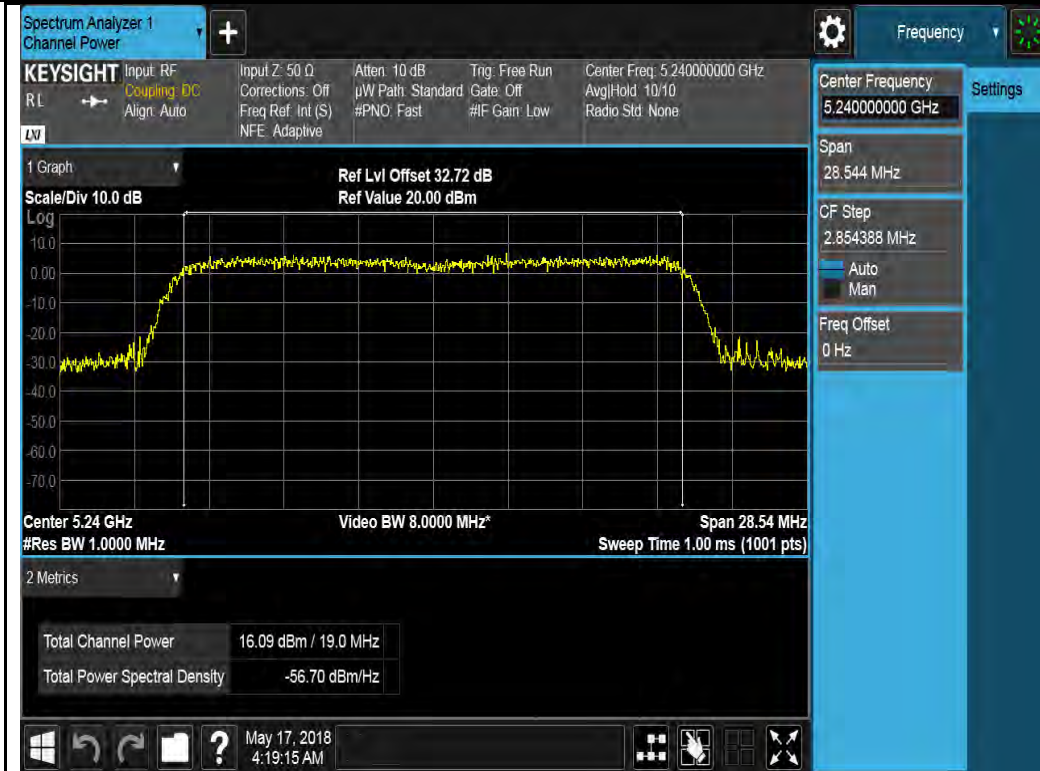 Spectrum Analyzer 1
Channel Power
+
Frequency
KEYSIGHT
RL
LXI
Input: RF
Coupling: DC
Align: Auto
Input Z: 50 Ω
Corrections: Off
Freq Ref: Int (S)
NFE: Adaptive
Atten: 10 dB
µW Path: Standard
#PNO: Fast
Trig: Free Run
Gate: Off
#IF Gain: Low
Center Freq: 5.240000000 GHz
Avg|Hold: 10/10
Radio Std: None
Center Frequency
5.240000000 GHz
Settings
Span
28.544 MHz
CF Step
2.854388 MHz
Auto
Man
Freq Offset
0 Hz
1 Graph
Ref Lvl Offset 32.72 dB
Scale/Div 10.0 dB
Ref Value 20.00 dBm
Log
10.0
0.00
-10.0
-20.0
-30.0
-40.0
-50.0
-60.0
-70.0
Center 5.24 GHz
Video BW 8.0000 MHz*
Span 28.54 MHz
#Res BW 1.0000 MHz
Sweep Time 1.00 ms (1001 pts)
2 Metrics
Total Channel Power 16.09 dBm / 19.0 MHz
Total Power Spectral Density -56.70 dBm/Hz
?
May 17, 2018
4:19:15 AM